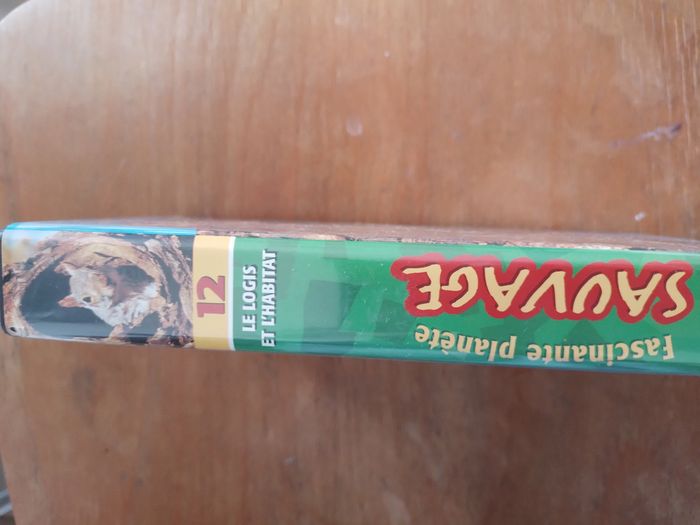 Fascinante planète
SAUVAGE
12
LE LOGIS
ET L'HABITAT